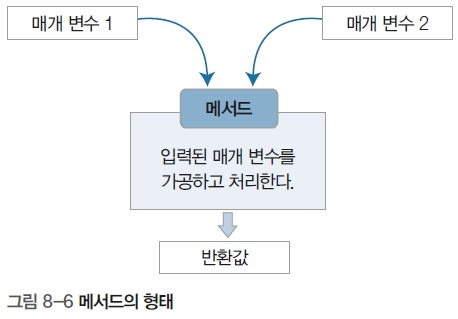 매개 변수 1
매개 변수 2
메서드
입력된 매개 변수를
가공하고 처리한다.
반환값
그림 8-6 메서드의 형태